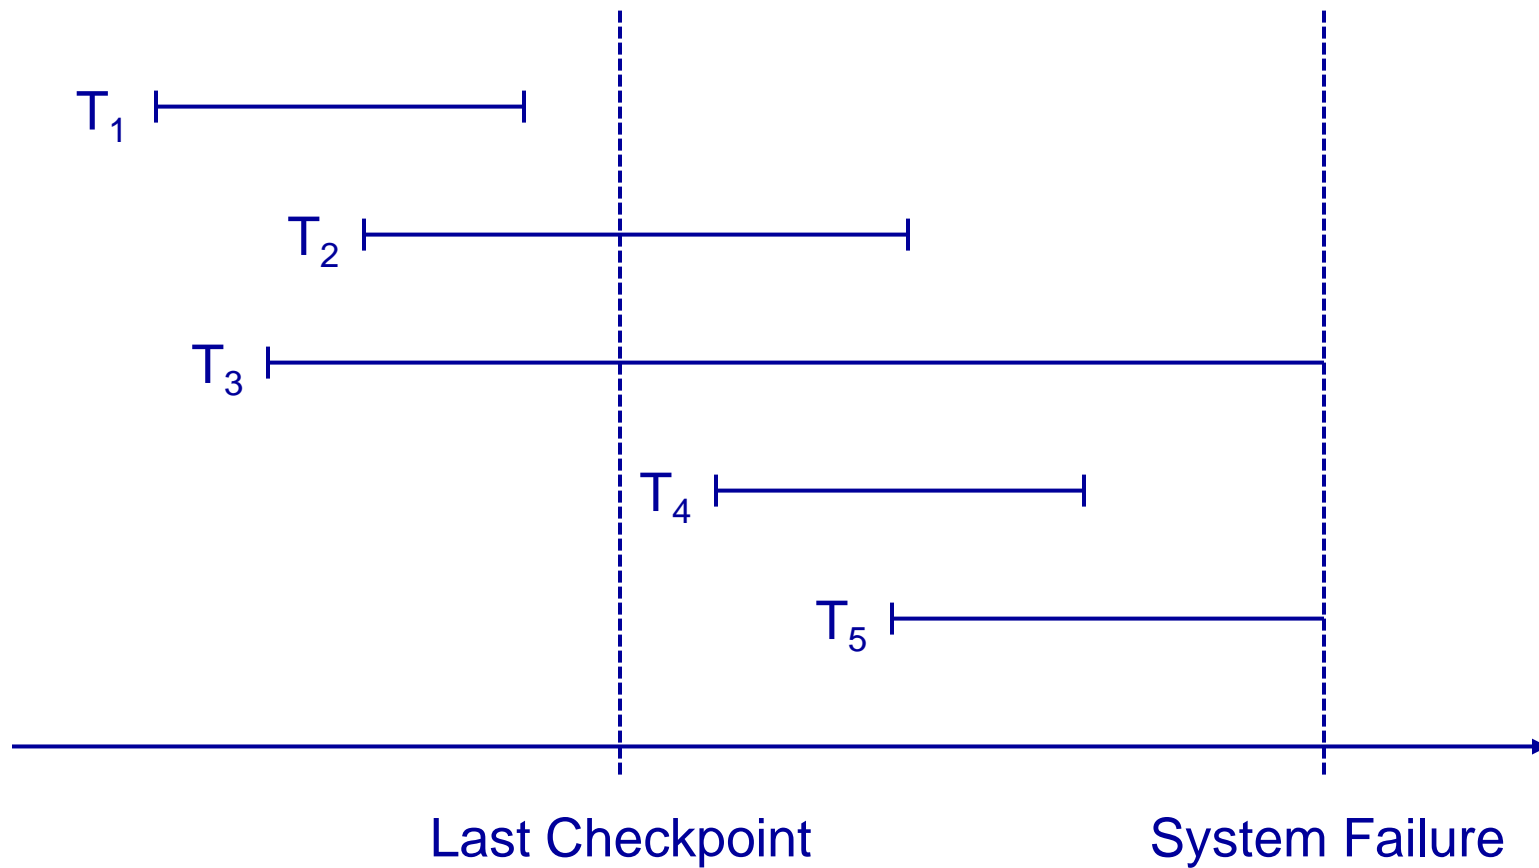 T₁
T₂
T₃
T₄
T₅
Last Checkpoint System Failure